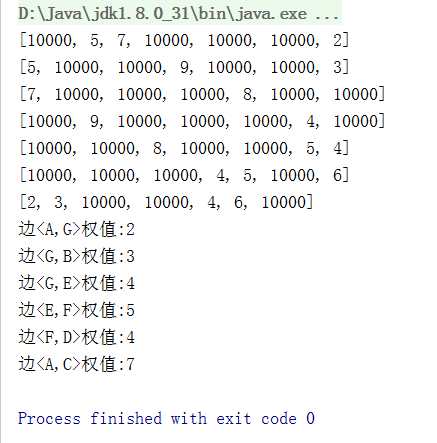 D:\Java\jdk1.8.0_31\bin\java.exe ...
[10000, 5, 7, 10000, 10000, 10000, 2]
[5, 10000, 10000, 9, 10000, 10000, 3]
[7, 10000, 10000, 10000, 8, 10000, 10000]
[10000, 9, 10000, 10000, 10000, 4, 10000]
[10000, 10000, 8, 10000, 10000, 5, 4]
[10000, 10000, 10000, 4, 5, 10000, 6]
[2, 3, 10000, 10000, 4, 6, 10000]
边<A,G>权值:2
边<G,B>权值:3
边<G,E>权值:4
边<E,F>权值:5
边<F,D>权值:4
边<A,C>权值:7
Process finished with exit code 0